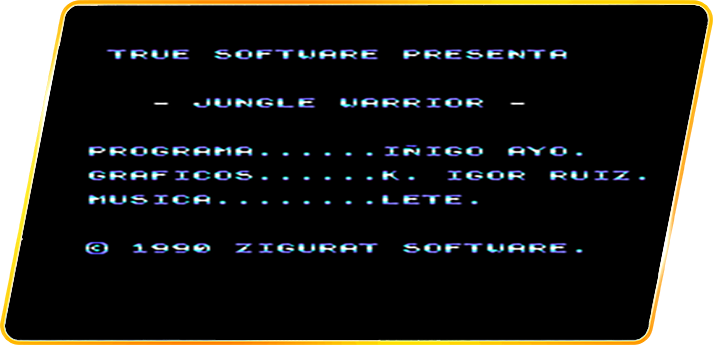 TRUE SOFTWARE PRESENTA
- JUNGLE WARRIOR -
PROGRAMA......IÑIGO AYO.
GRAFICOS......K. IGOR RUIZ.
MUSICA........LETE.
© 1990 ZIGURAT SOFTWARE.